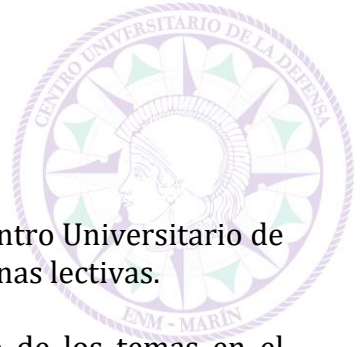 CENTRO UNIVERSITARIO DE LA DEFENSA
ntro Universitario de
nas lectivas.
ENM - MARÍN
de los temas en el